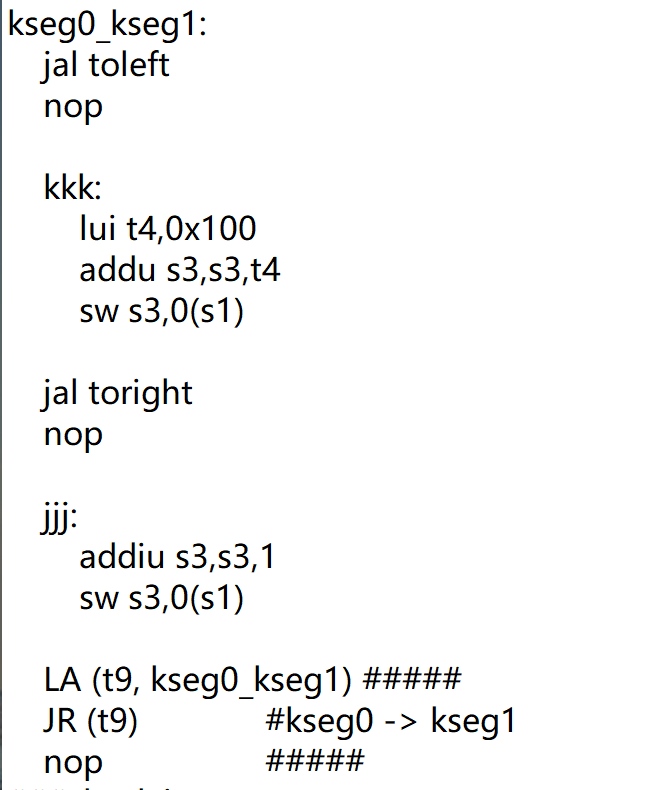 kseg0_kseg1:
jal toleft
nop
kkk:
lui t4,0x100
addu s3,s3,t4
sw s3,0(s1)
jal toright
nop
jjj:
addiu s3,s3,1
sw s3,0(s1)
LA (t9, kseg0_kseg1) #####
JR (t9) #kseg0 -> kseg1
nop #####